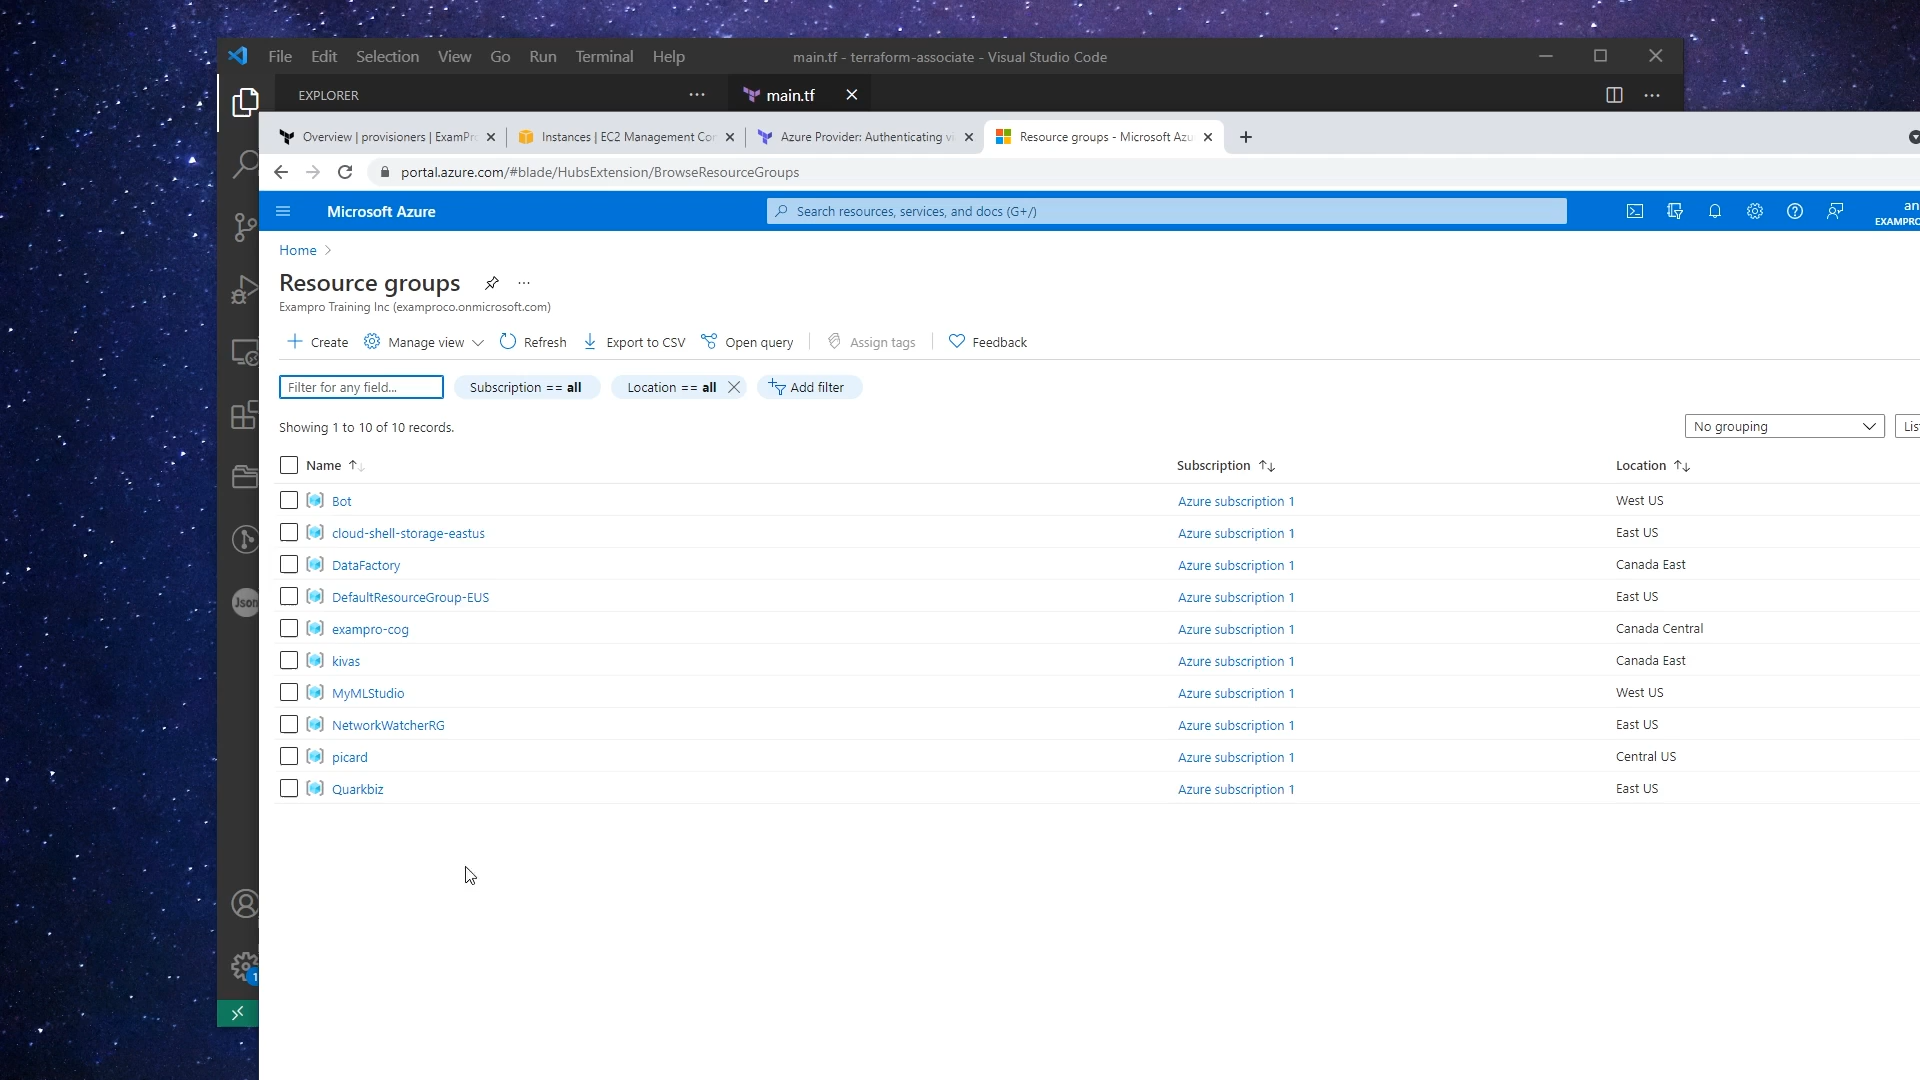 File Edit Selection View Go Run Terminal Help main.tf - terraform-associate - Visual Studio Code
EXPLORER ··· main.tf ···
Overview | provisioners | ExamPr Instances | EC2 Management Con Azure Provider: Authenticating vi Resource groups - Microsoft Azu
portal.azure.com/#blade/HubsExtension/BrowseResourceGroups
Microsoft Azure Search resources, services, and docs (G+/) an
EXAMPRO
Home >
Resource groups ···
Exampro Training Inc (examproco.onmicrosoft.com)
Create Manage view Refresh Export to CSV Open query Assign tags Feedback
Filter for any field... Subscription == all Location == all Add filter
Showing 1 to 10 of 10 records. No grouping Lis
Name Subscription Location
Bot Azure subscription 1 West US
cloud-shell-storage-eastus Azure subscription 1 East US
DataFactory Azure subscription 1 Canada East
DefaultResourceGroup-EUS Azure subscription 1 East US
exampro-cog Azure subscription 1 Canada Central
kivas Azure subscription 1 Canada East
MyMLStudio Azure subscription 1 West US
NetworkWatcherRG Azure subscription 1 East US
picard Azure subscription 1 Central US
Quarkbiz Azure subscription 1 East US
Json
1